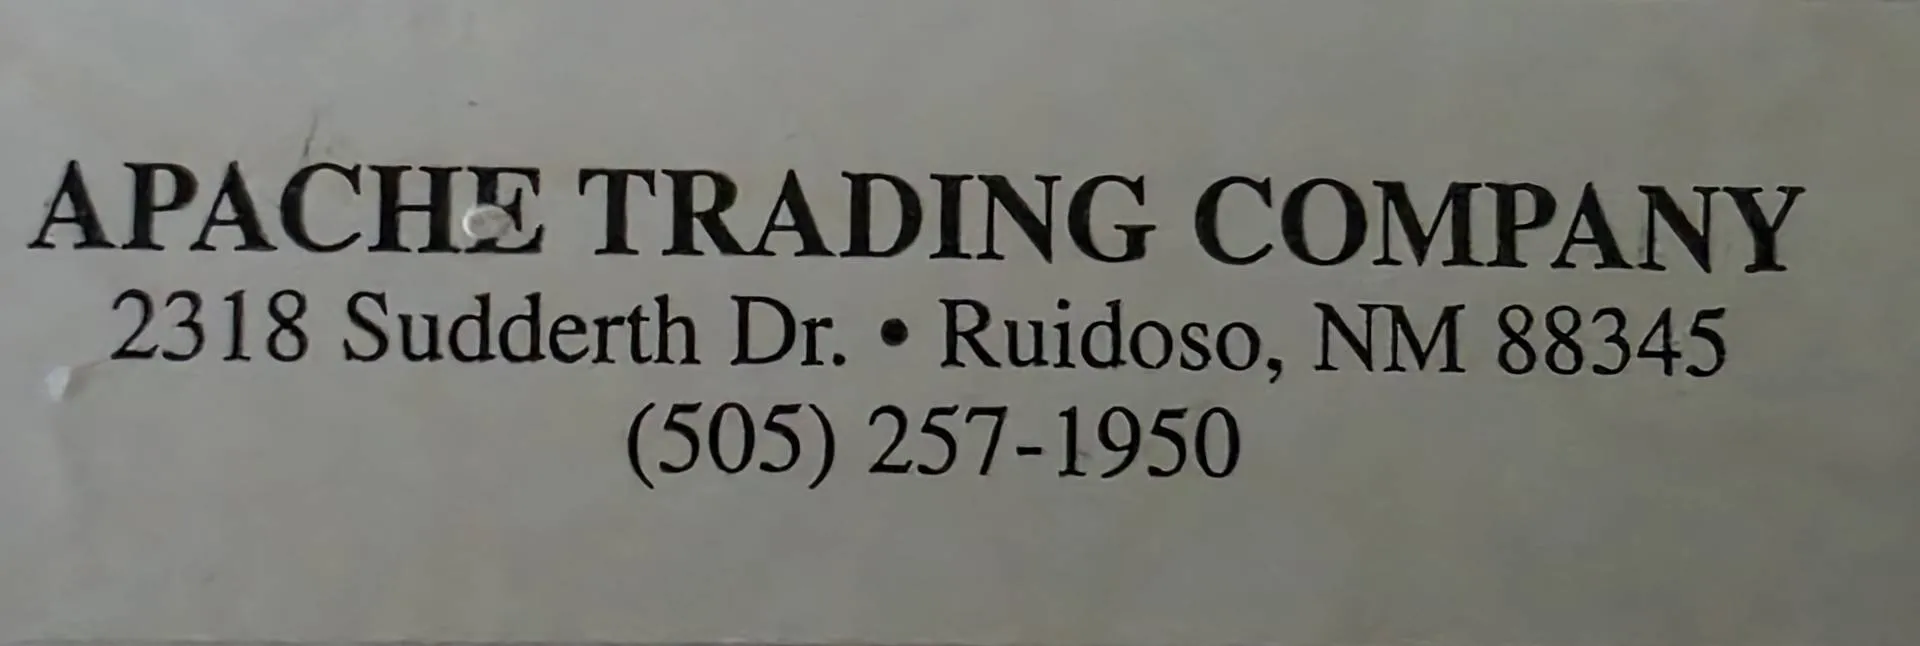 APACHE TRADING COMPANY
2318 Sudderth Dr. • Ruidoso, NM 88345
(505) 257-1950